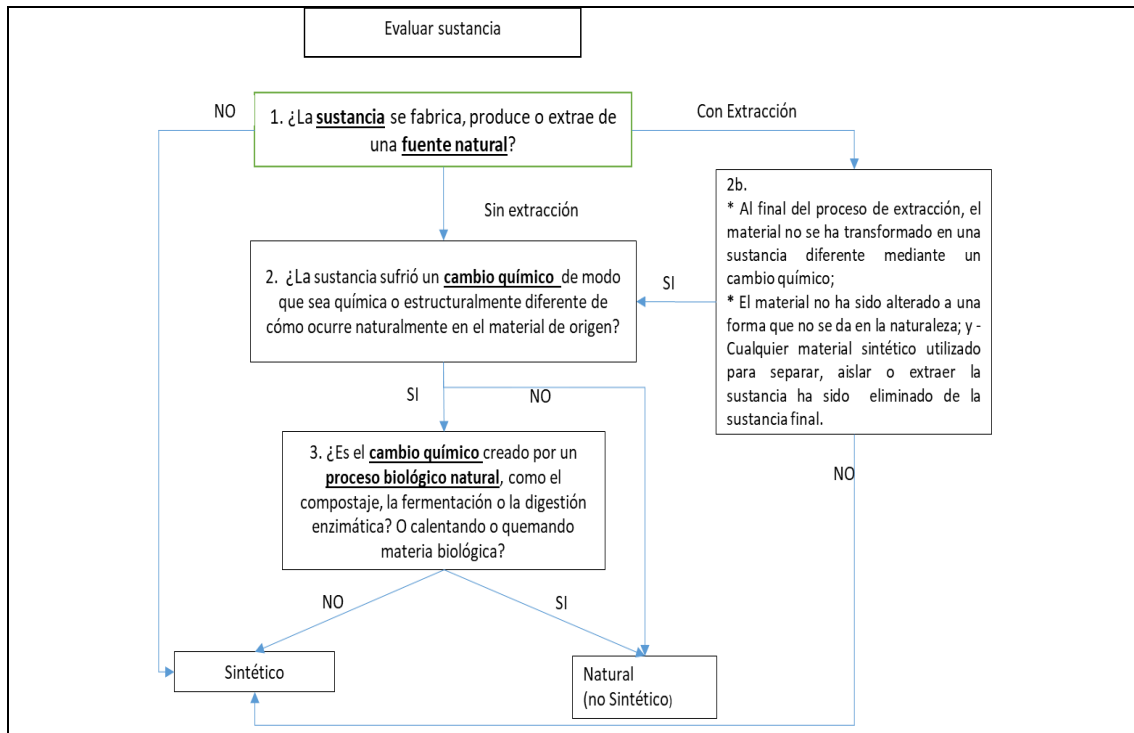 Evaluar sustancia
NO
1. ¿La sustancia se fabrica, produce o extrae de
una fuente natural?
Con Extracción
Sin extracción
2b.
* Al final del proceso de extracción, el
material no se ha transformado en una
sustancia diferente mediante un
cambio químico;
* El material no ha sido alterado a una
forma que no se da en la naturaleza; y -
Cualquier material sintético utilizado
para separar, aislar o extraer la
sustancia ha sido eliminado de la
sustancia final.
2. ¿La sustancia sufrió un cambio químico de modo
que sea química o estructuralmente diferente de
cómo ocurre naturalmente en el material de origen?
SI
SI
NO
3. ¿Es el cambio químico creado por un
proceso biológico natural, como el
compostaje, la fermentación o la digestión
enzimática? O calentando o quemando
materia biológica?
NO
NO
SI
Sintético
Natural
(no Sintético)